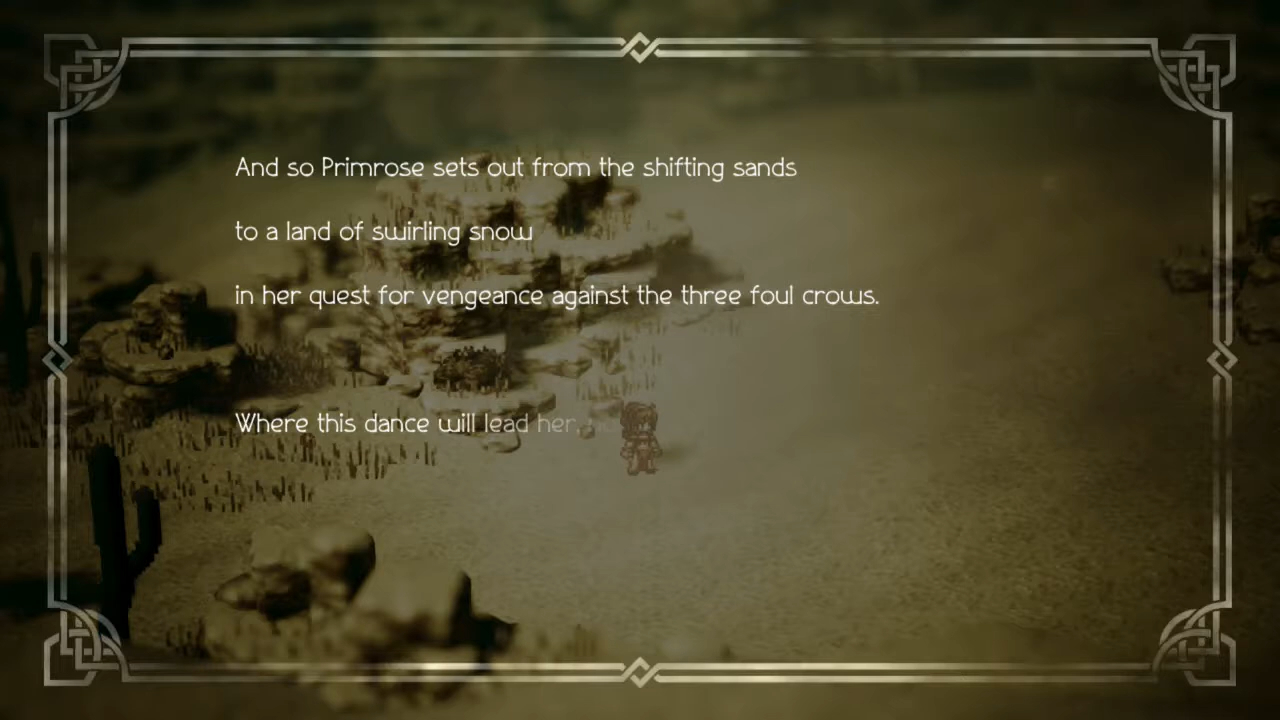 And so Primrose sets out from the shifting sands
to a land of swirling snow
in her quest for vengeance against the three foul crows.
Where this dance will lead her,